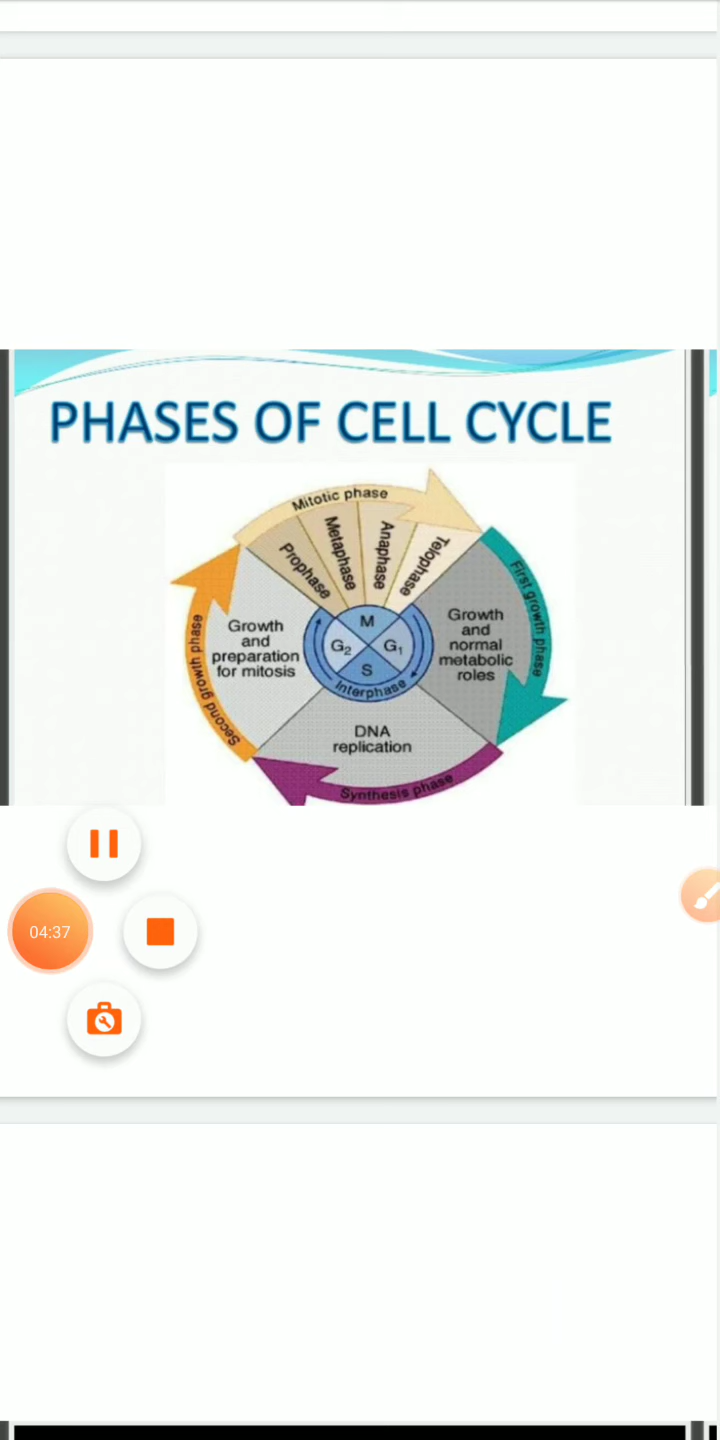 PHASES OF CELL CYCLE
Mitotic phase
Prophase
Metaphase
Anaphase
Telophase
First growth phase
Growth
and
normal
metabolic
roles
Growth
and
preparation
for mitosis
Second growth phase
M
G₂
G₁
S
Interphase
DNA
replication
Synthesis phase
04:37